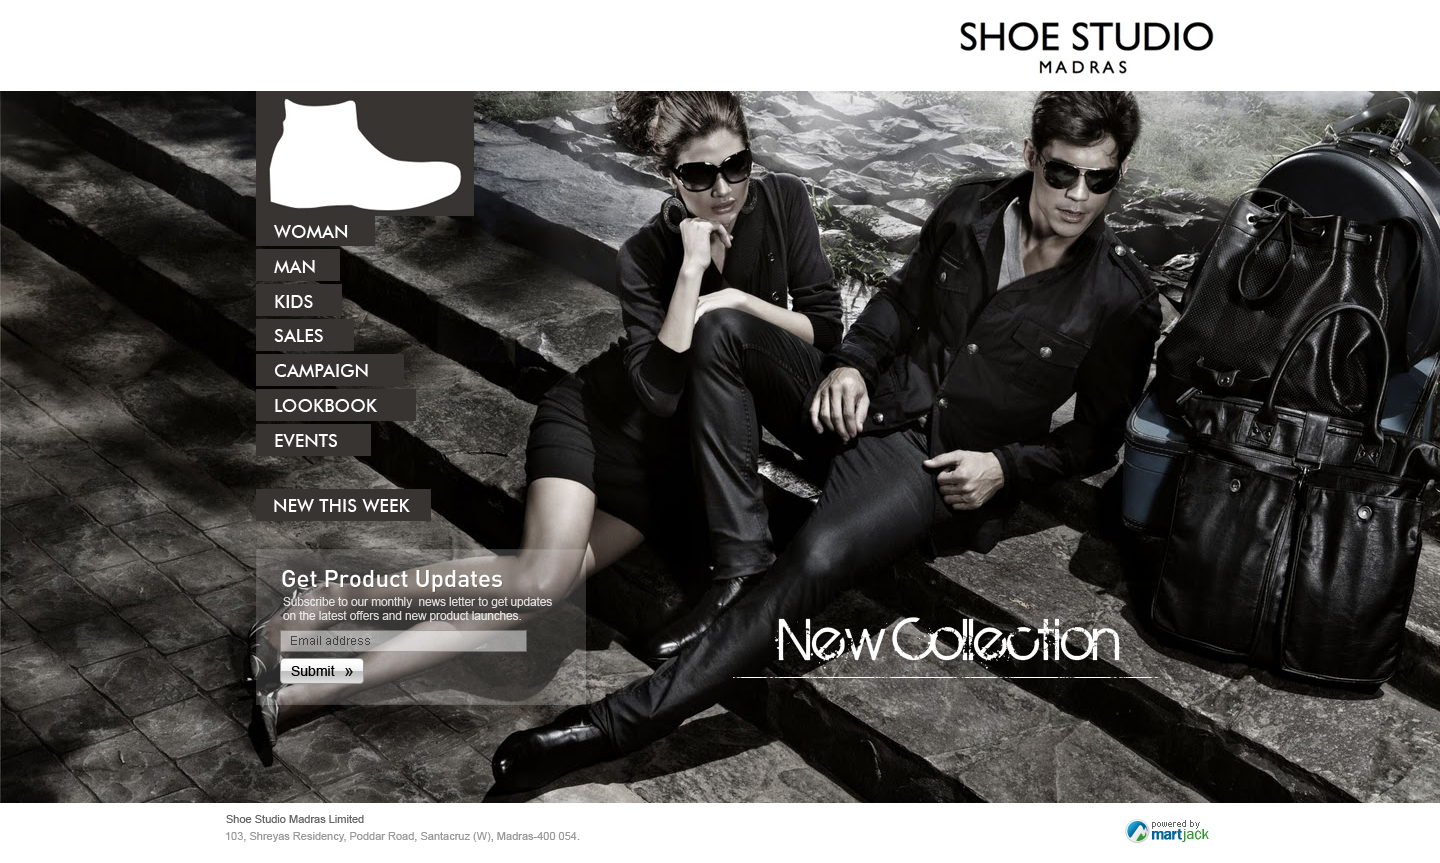 SHOE STUDIO
MADRAS
WOMAN
MAN
KIDS
SALES
CAMPAIGN
LOOKBOOK
EVENTS
NEW THIS WEEK
Get Product Updates
Subscribe to our monthly news letter to get updates
on the latest offers and new product launches.
Email address
Submit »
New Collection
Shoe Studio Madras Limited
103, Shreyas Residency, Poddar Road, Santacruz (W), Madras-400 054.
powered by
martjack